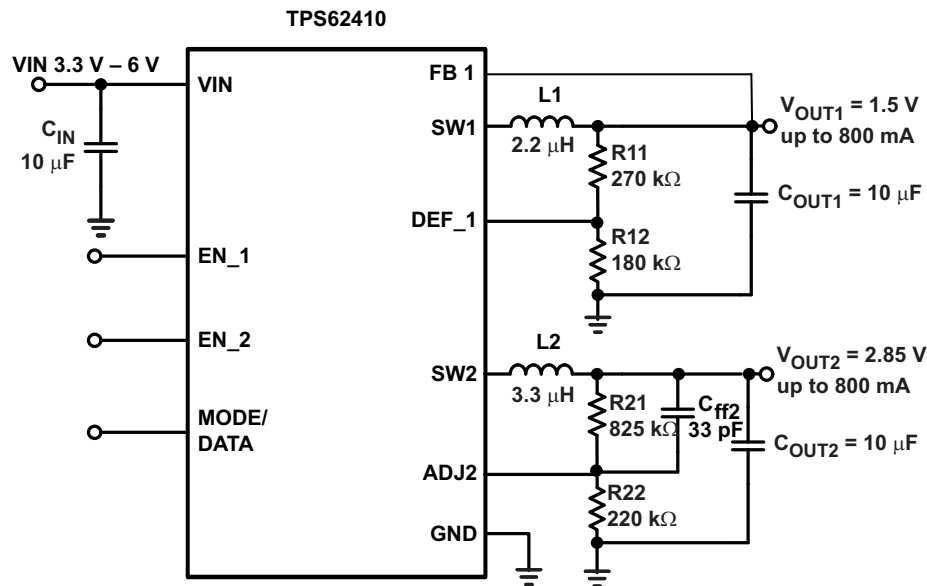 TPS62410
VIN 3.3 V – 6 V
VIN
FB 1
L1
SW1
2.2 μH
V_OUT1 = 1.5 V
up to 800 mA
C_IN
10 μF
R11
270 kΩ
C_OUT1 = 10 μF
DEF_1
R12
180 kΩ
EN_1
EN_2
L2
SW2
3.3 μH
V_OUT2 = 2.85 V
up to 800 mA
MODE/
DATA
R21
825 kΩ
C_ff2
33 pF
C_OUT2 = 10 μF
ADJ2
R22
220 kΩ
GND